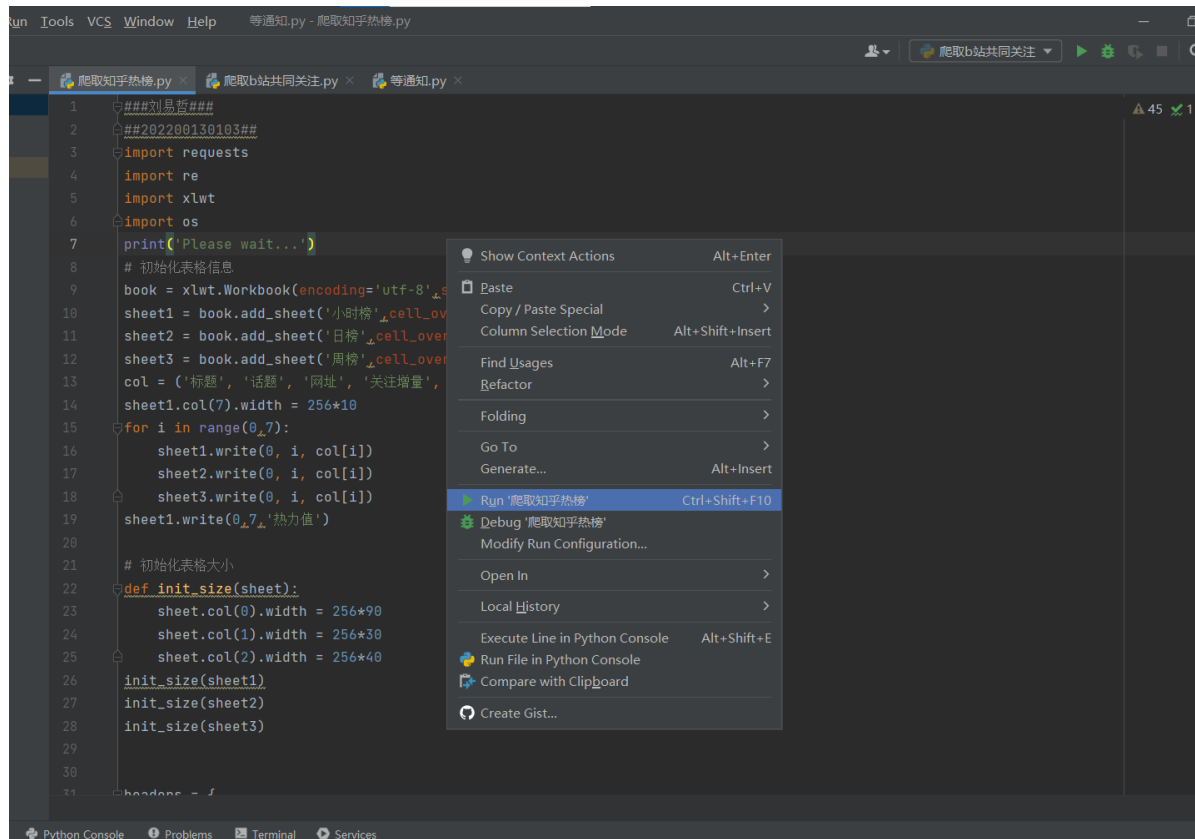 Run Tools VCS Window Help 等通知.py - 爬取知乎热榜.py
爬取b站共同关注
爬取知乎热榜.py 爬取b站共同关注.py 等通知.py
45 1
1 ###刘易哲###
2 ##202200130103##
3 import requests
4 import re
5 import xlwt
6 import os
7 print('Please wait...')
8 # 初始化表格信息
9 book = xlwt.Workbook(encoding='utf-8',s
10 sheet1 = book.add_sheet('小时榜',cell_ov
11 sheet2 = book.add_sheet('日榜',cell_over
12 sheet3 = book.add_sheet('周榜',cell_over
13 col = ('标题', '话题', '网址', '关注增量',
14 sheet1.col(7).width = 256*10
15 for i in range(0,7):
16 sheet1.write(0, i, col[i])
17 sheet2.write(0, i, col[i])
18 sheet3.write(0, i, col[i])
19 sheet1.write(0,7,'热力值')
20
21 # 初始化表格大小
22 def init_size(sheet):
23 sheet.col(0).width = 256*90
24 sheet.col(1).width = 256*30
25 sheet.col(2).width = 256*40
26 init_size(sheet1)
27 init_size(sheet2)
28 init_size(sheet3)
29
30
31 headers = {
Show Context Actions Alt+Enter
Paste Ctrl+V
Copy / Paste Special
Column Selection Mode Alt+Shift+Insert
Find Usages Alt+F7
Refactor
Folding
Go To
Generate... Alt+Insert
Run '爬取知乎热榜' Ctrl+Shift+F10
Debug '爬取知乎热榜'
Modify Run Configuration...
Open In
Local History
Execute Line in Python Console Alt+Shift+E
Run File in Python Console
Compare with Clipboard
Create Gist...
Python Console Problems Terminal Services